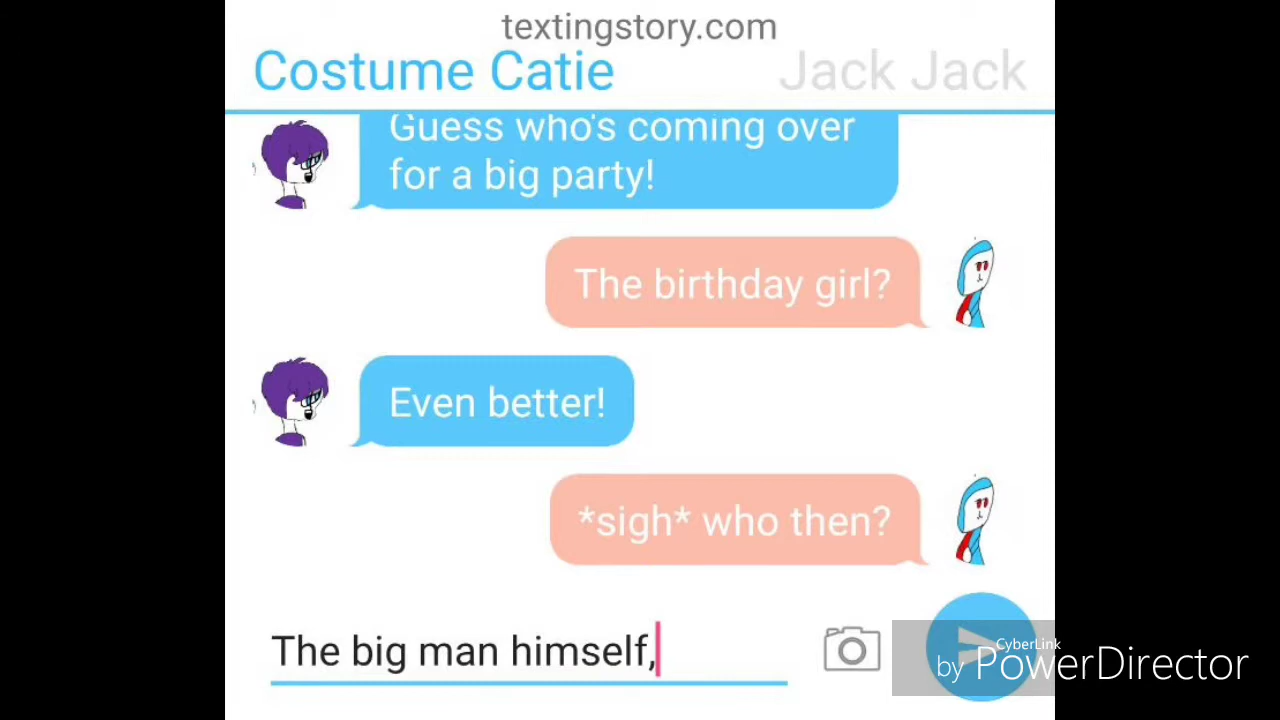 textingstory.com
Costume Catie
Jack Jack
Guess who's coming over
for a big party!
The birthday girl?
Even better!
*sigh* who then?
The big man himself,
CyberLink
by PowerDirector